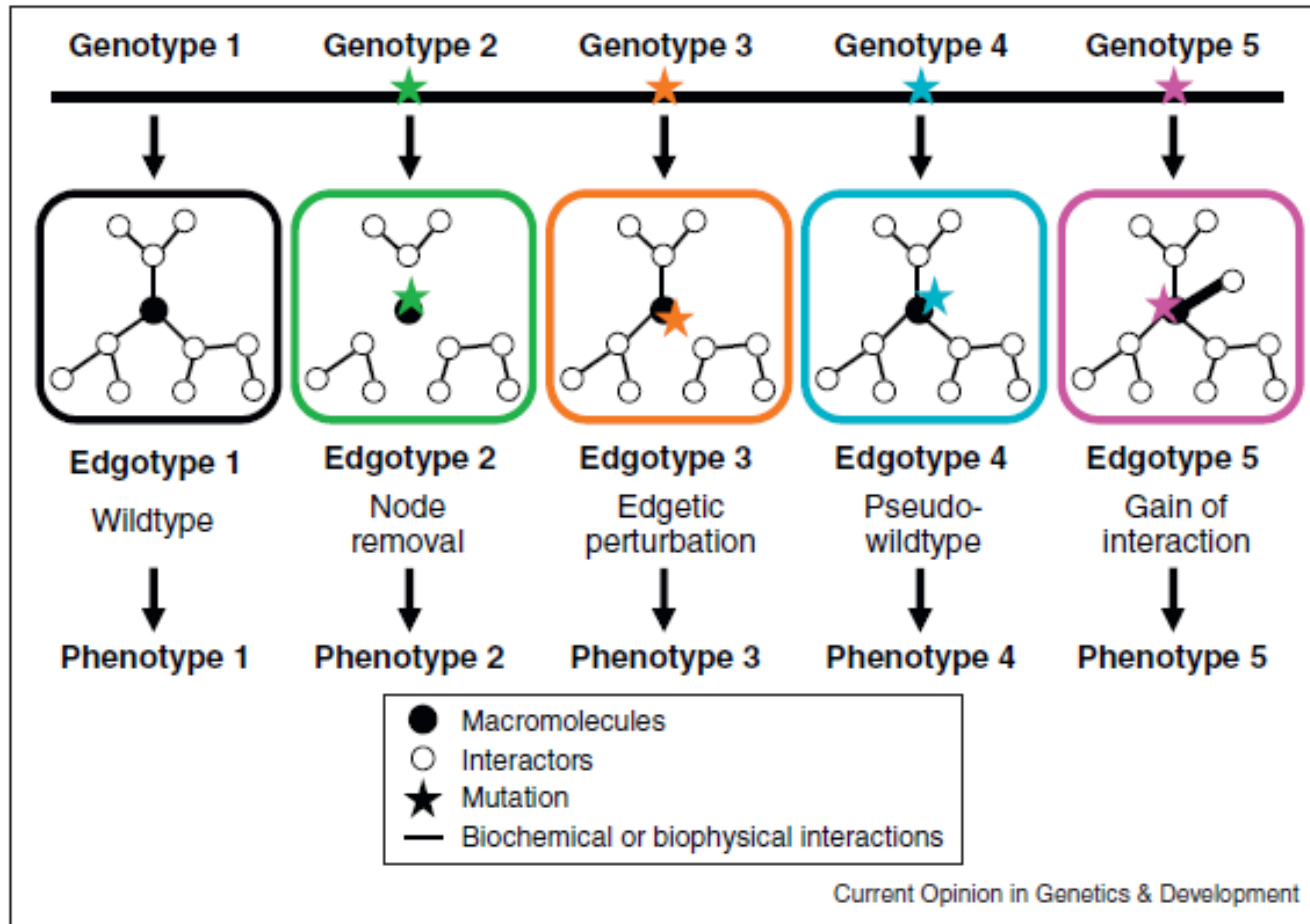 Genotype 1 Genotype 2 Genotype 3 Genotype 4 Genotype 5
Edgotype 1 Edgotype 2 Edgotype 3 Edgotype 4 Edgotype 5
Wildtype
Node
removal
Edgetic
perturbation
Pseudo-
wildtype
Gain of
interaction
Phenotype 1 Phenotype 2 Phenotype 3 Phenotype 4 Phenotype 5
Macromolecules
Interactors
Mutation
Biochemical or biophysical interactions
Current Opinion in Genetics & Development